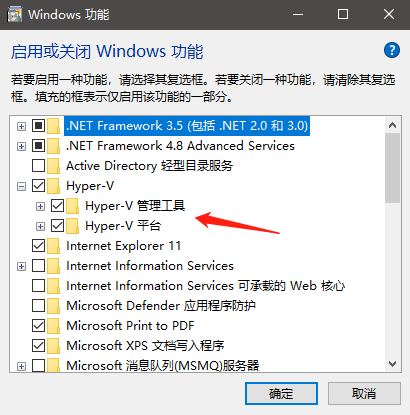 Windows 功能
启用或关闭 Windows 功能
若要启用一种功能，请选择其复选框。若要关闭一种功能，请清除其复选
框。填充的框表示仅启用该功能的一部分。
.NET Framework 3.5 (包括 .NET 2.0 和 3.0)
.NET Framework 4.8 Advanced Services
Active Directory 轻型目录服务
Hyper-V
Hyper-V 管理工具
Hyper-V 平台
Internet Explorer 11
Internet Information Services
Internet Information Services 可承载的 Web 核心
Microsoft Defender 应用程序防护
Microsoft Print to PDF
Microsoft XPS 文档写入程序
Microsoft 消息队列(MSMQ)服务器
确定
取消